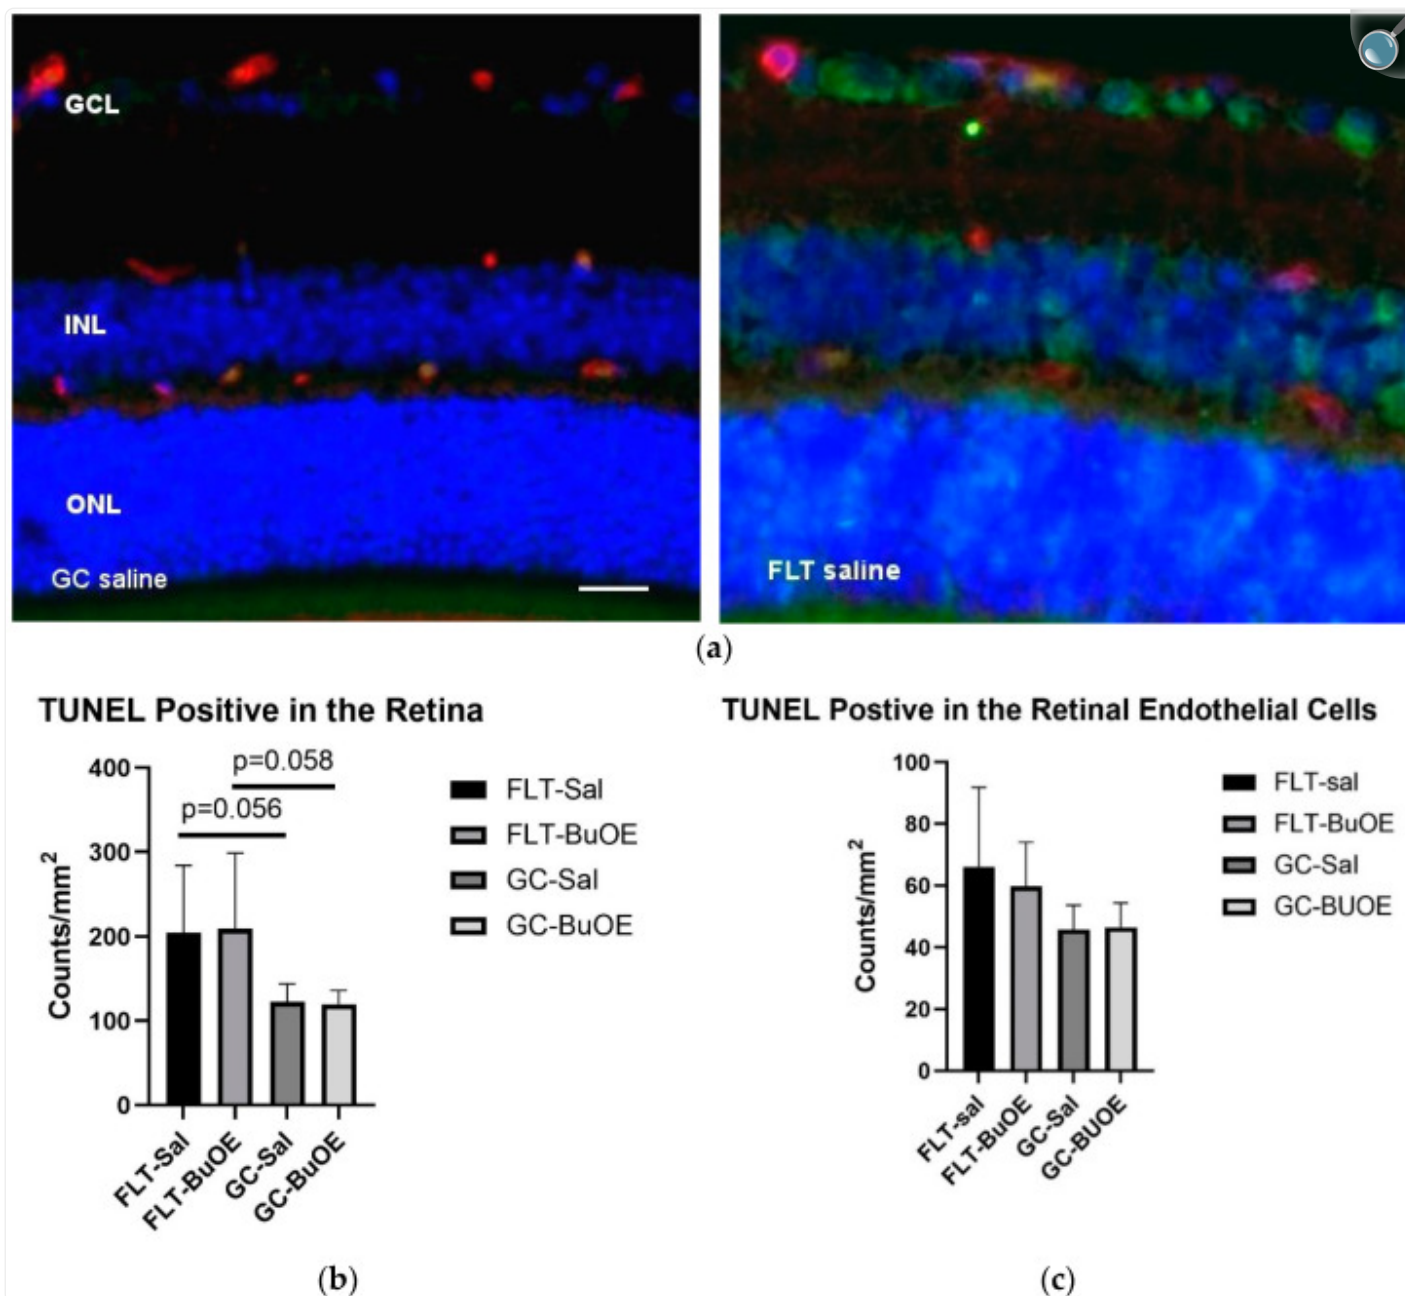 GCL
INL
ONL
GC saline
FLT saline
(a)
TUNEL Positive in the Retina
400
300
200
100
0
Counts/mm²
p=0.058
p=0.056
FLT-Sal
FLT-BuOE
GC-Sal
GC-BuOE
FLT-Sal
FLT-BuOE
GC-Sal
GC-BuOE
(b)
TUNEL Postive in the Retinal Endothelial Cells
100
80
60
40
20
0
Counts/mm²
FLT-sal
FLT-BuOE
GC-Sal
GC-BUOE
FLT-sal
FLT-BuOE
GC-Sal
GC-BUOE
(c)